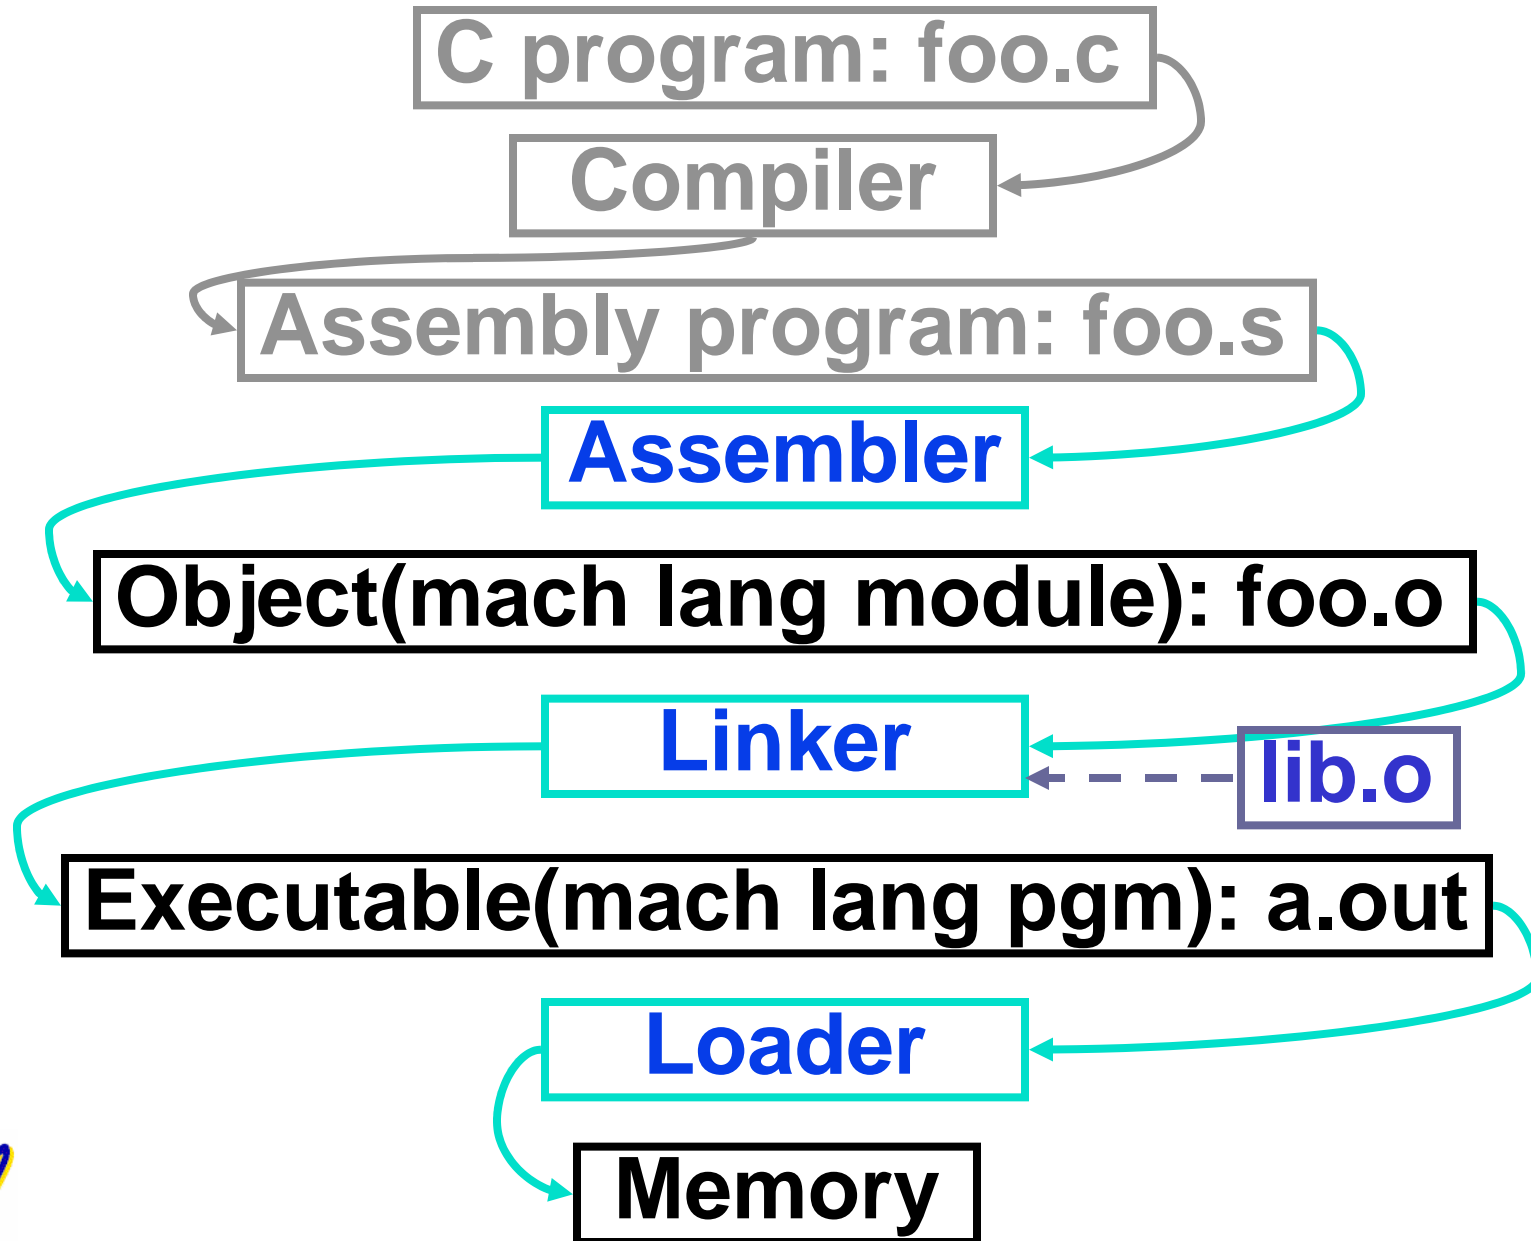 C program: foo.c
Compiler
Assembly program: foo.s
Assembler
Object(mach lang module): foo.o
Linker
lib.o
Executable(mach lang pgm): a.out
Loader
Memory